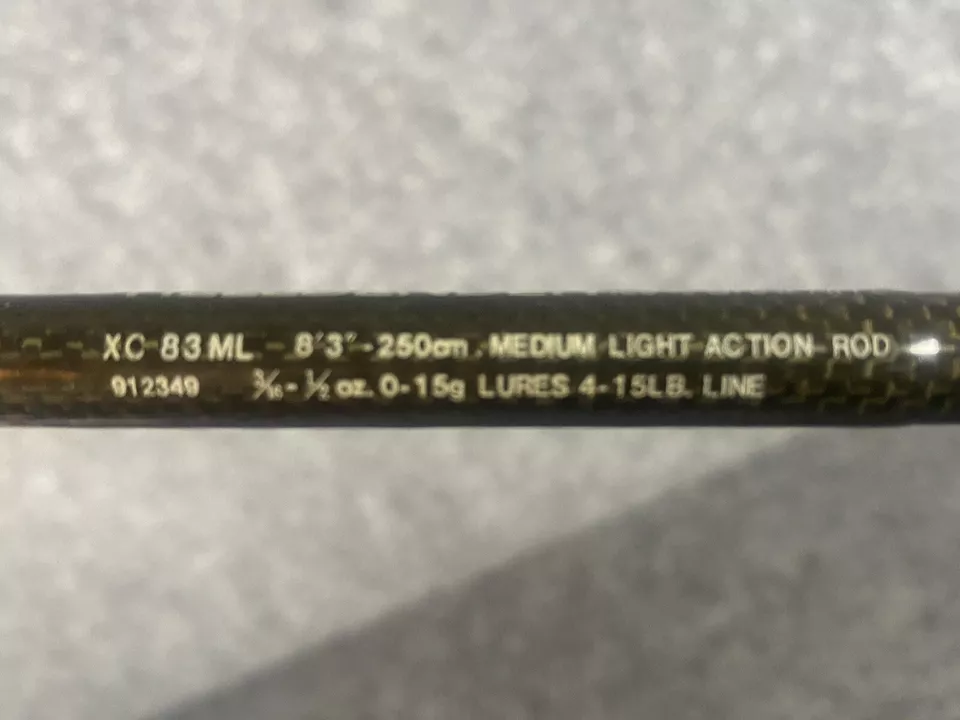 XC-83ML - 8'3"-250cm. MEDIUM LIGHT ACTION ROD
912349 3/16-1/2 oz. 0-15g LURES 4-15LB. LINE